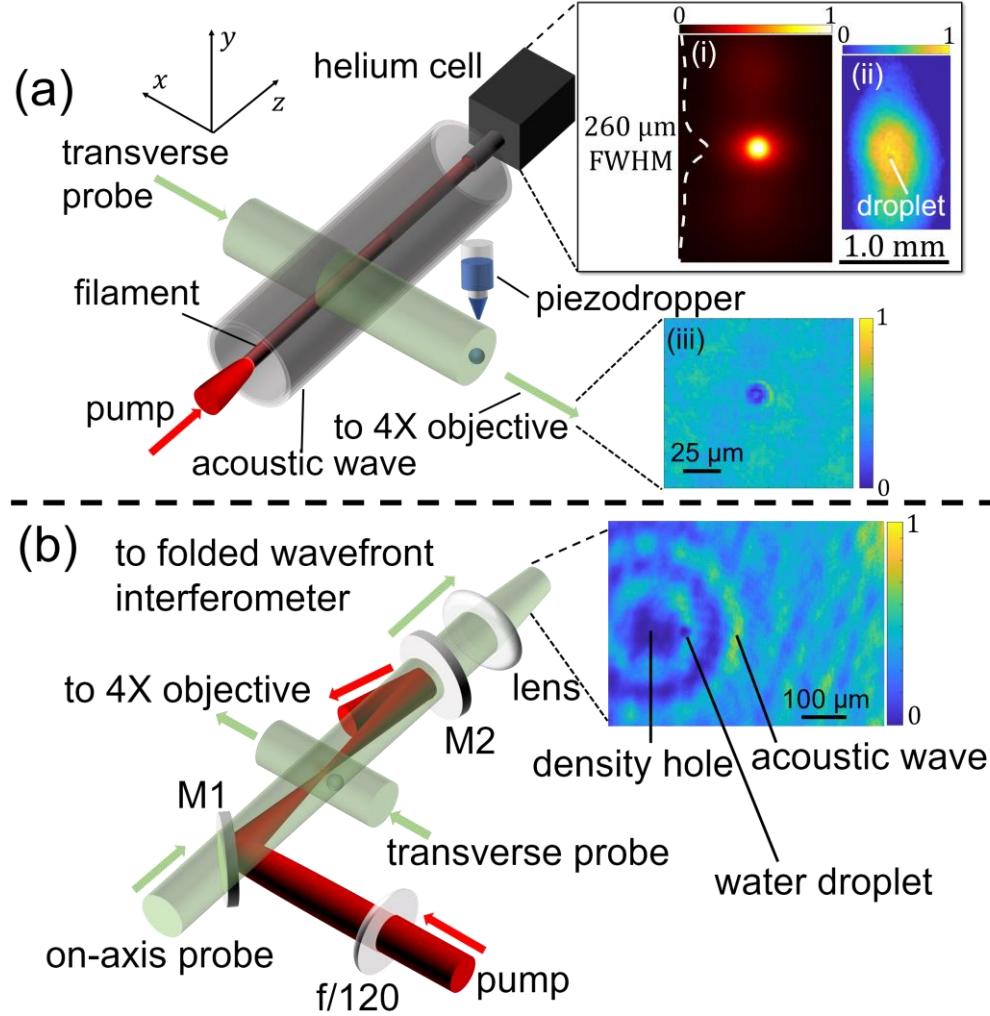 (a)
y
x
z
helium cell
transverse
probe
filament
pump
acoustic wave
piezodropper
to 4X objective
0 1
(i)
260 µm
FWHM
0 1
(ii)
droplet
1.0 mm
(iii)
25 µm
1
0
(b)
to folded wavefront
interferometer
to 4X objective
lens
M2
M1
transverse probe
on-axis probe
f/120
pump
1
0
100 µm
density hole
acoustic wave
water droplet